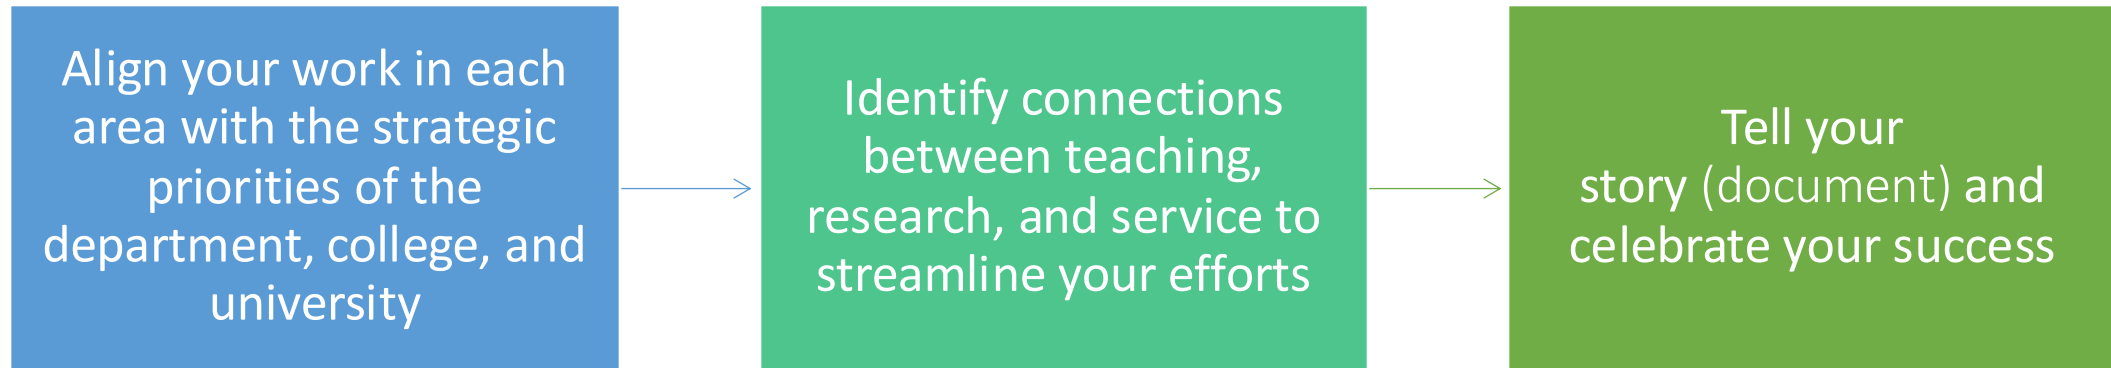 Align your work in each
area with the strategic
priorities of the
department, college, and
university
Identify connections
between teaching,
research, and service to
streamline your efforts
Tell your
story (document) and
celebrate your success